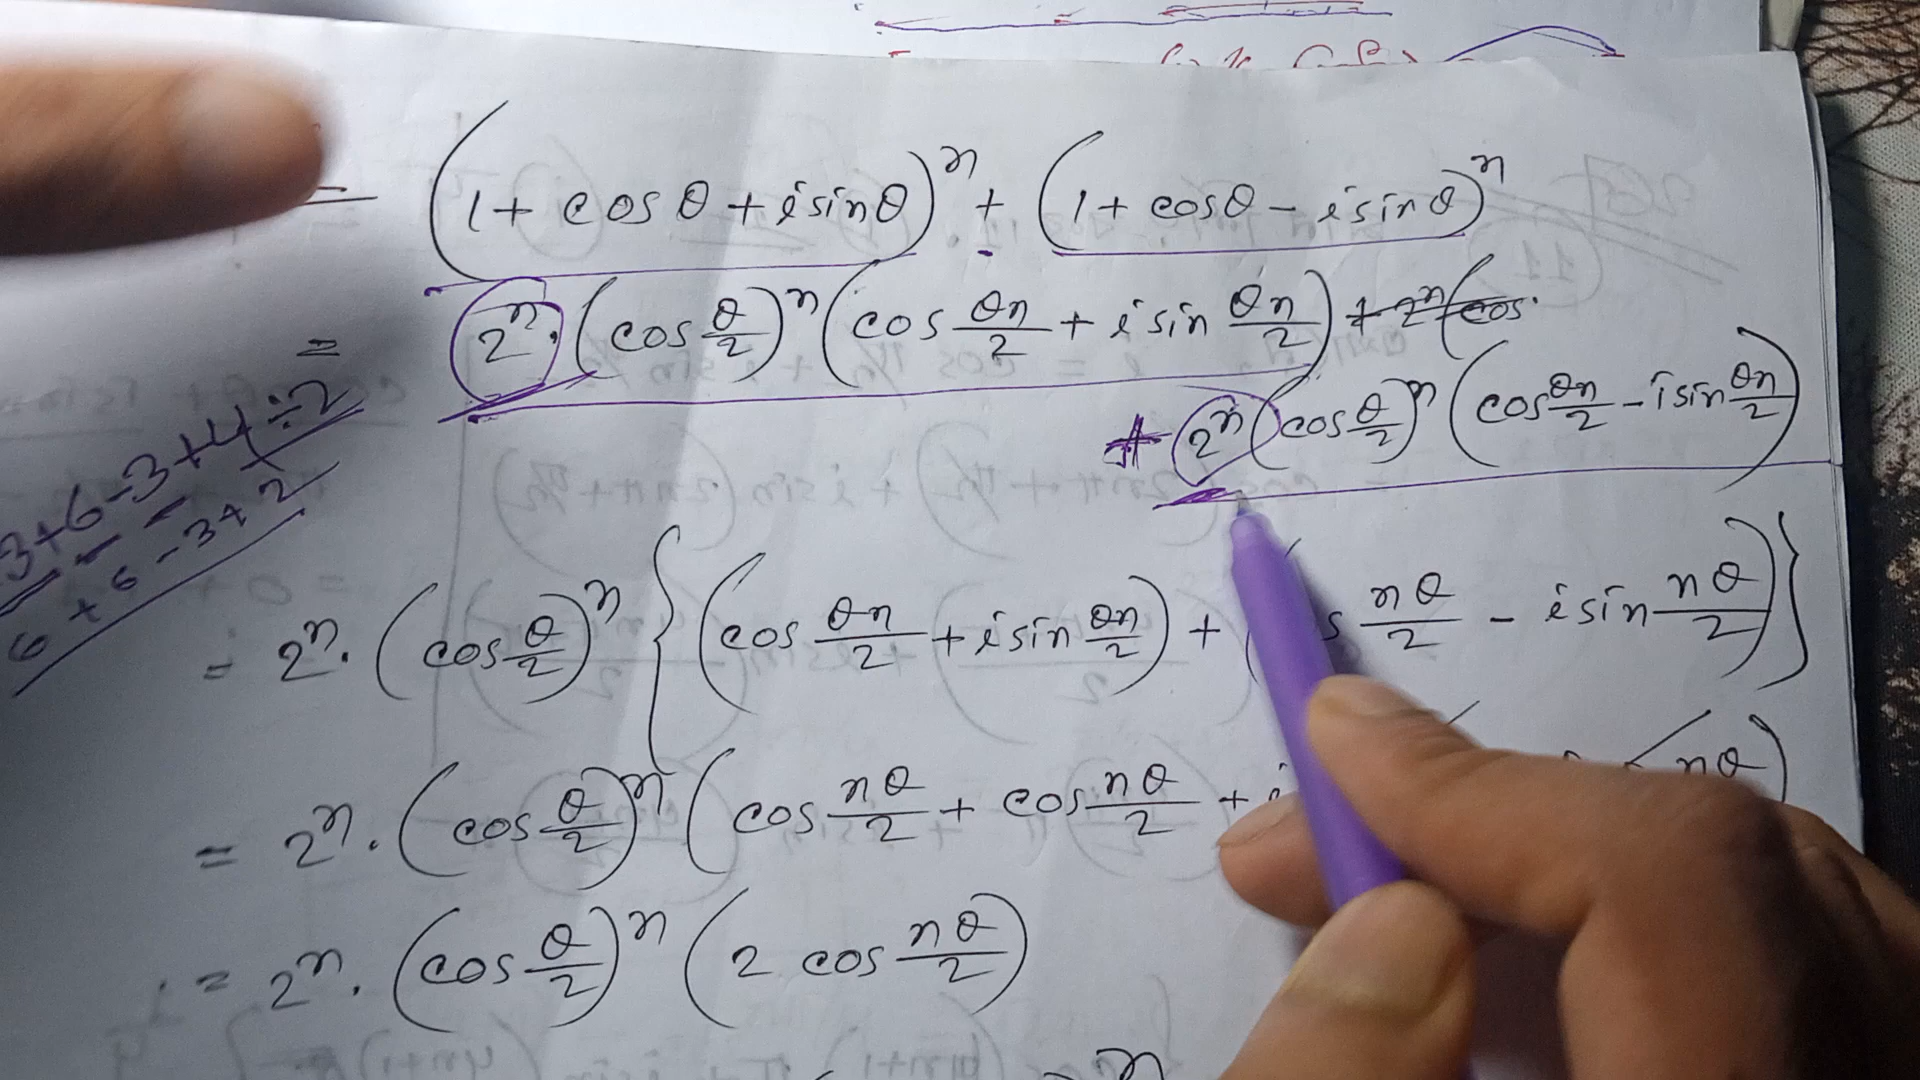 = (1 + cos θ + i sin θ)^n + (1 + cos θ - i sin θ)^n
= 2^n · (cos θ/2)^n (cos θn/2 + i sin θn/2) + 2^n (cos
+ 2^n (cos θ/2)^n (cos θn/2 - i sin θn/2)
3+6-3+4÷2
6+6-3+2
= 2^n · (cos θ/2)^n {(cos θn/2 + i sin θn/2) + ( s nθ/2 - i sin nθ/2)}
= 2^n · (cos θ/2)^n (cos nθ/2 + cos nθ/2 + i nθ )
= 2^n · (cos θ/2)^n (2 cos nθ/2)
n